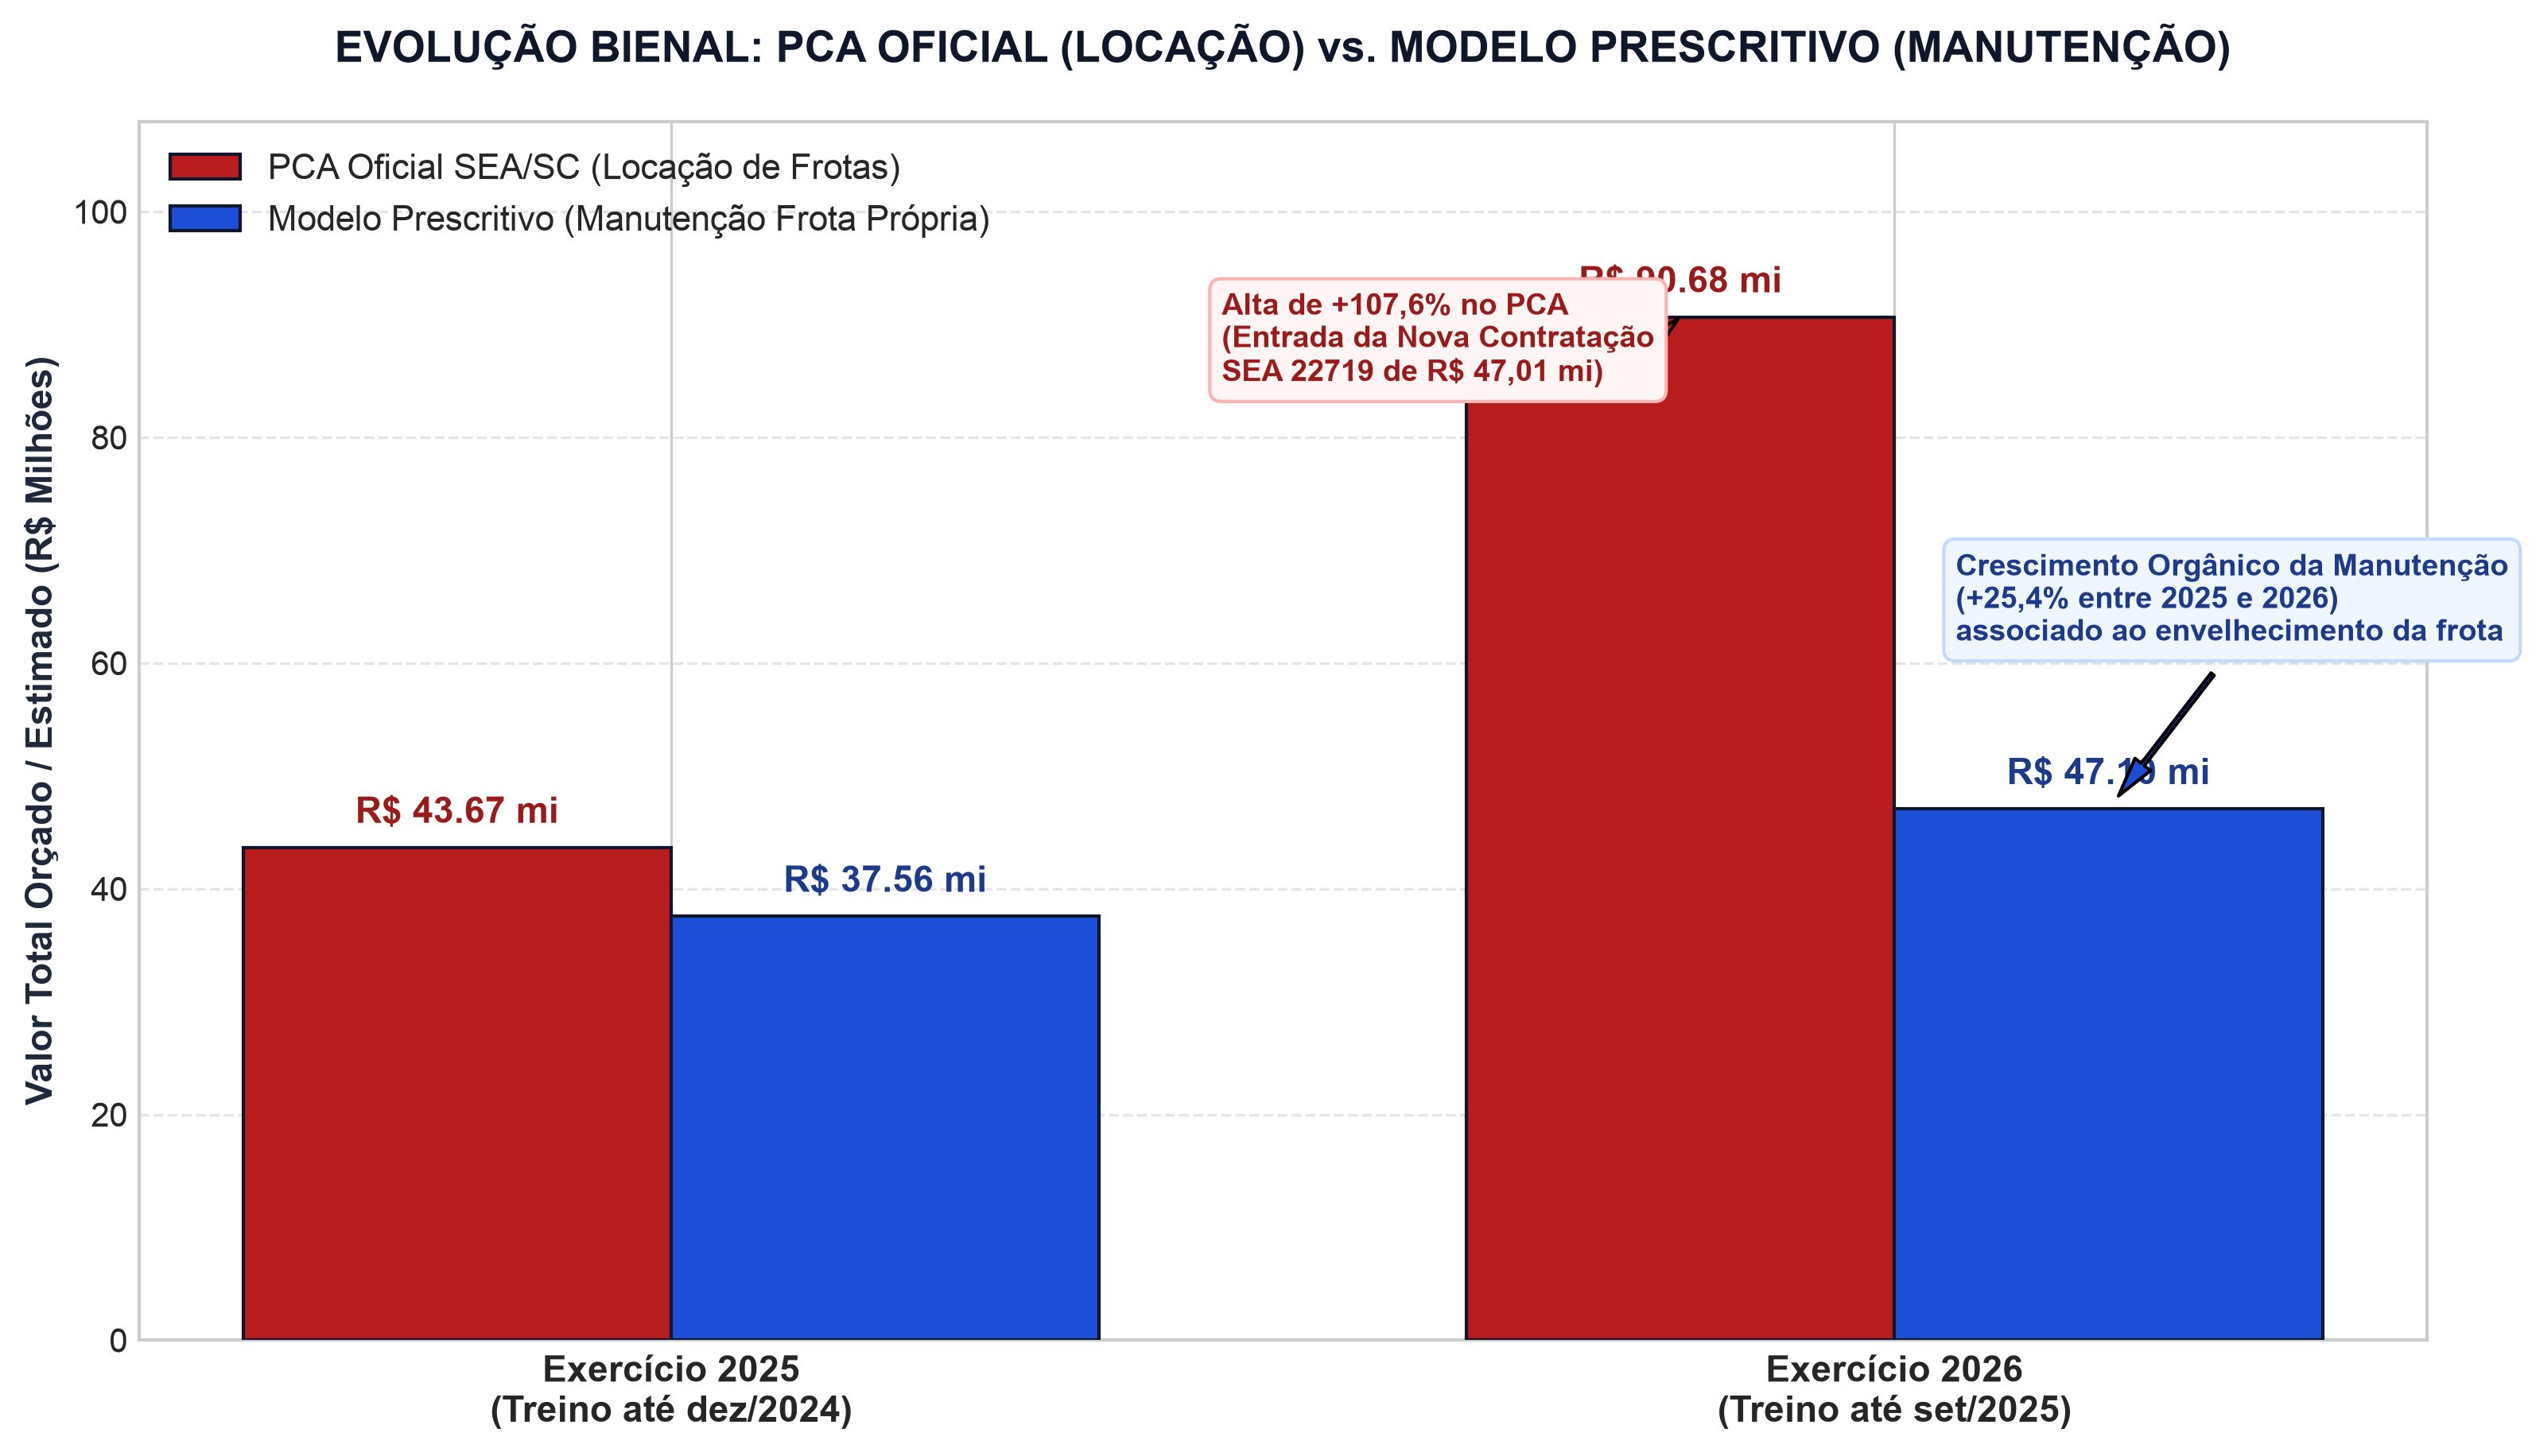 EVOLUÇÃO BIENAL: PCA OFICIAL (LOCAÇÃO) vs. MODELO PRESCRITIVO (MANUTENÇÃO)
PCA Oficial SEA/SC (Locação de Frotas)
Modelo Prescritivo (Manutenção Frota Própria)
Valor Total Orçado / Estimado (R$ Milhões)
100
80
60
40
20
0
R$ 43.67 mi
R$ 37.56 mi
R$ 90.68 mi
Alta de +107,6% no PCA
(Entrada da Nova Contratação
SEA 22719 de R$ 47,01 mi)
Crescimento Orgânico da Manutenção
(+25,4% entre 2025 e 2026)
associado ao envelhecimento da frota
R$ mi
Exercício 2025
(Treino até dez/2024)
Exercício 2026
(Treino até set/2025)